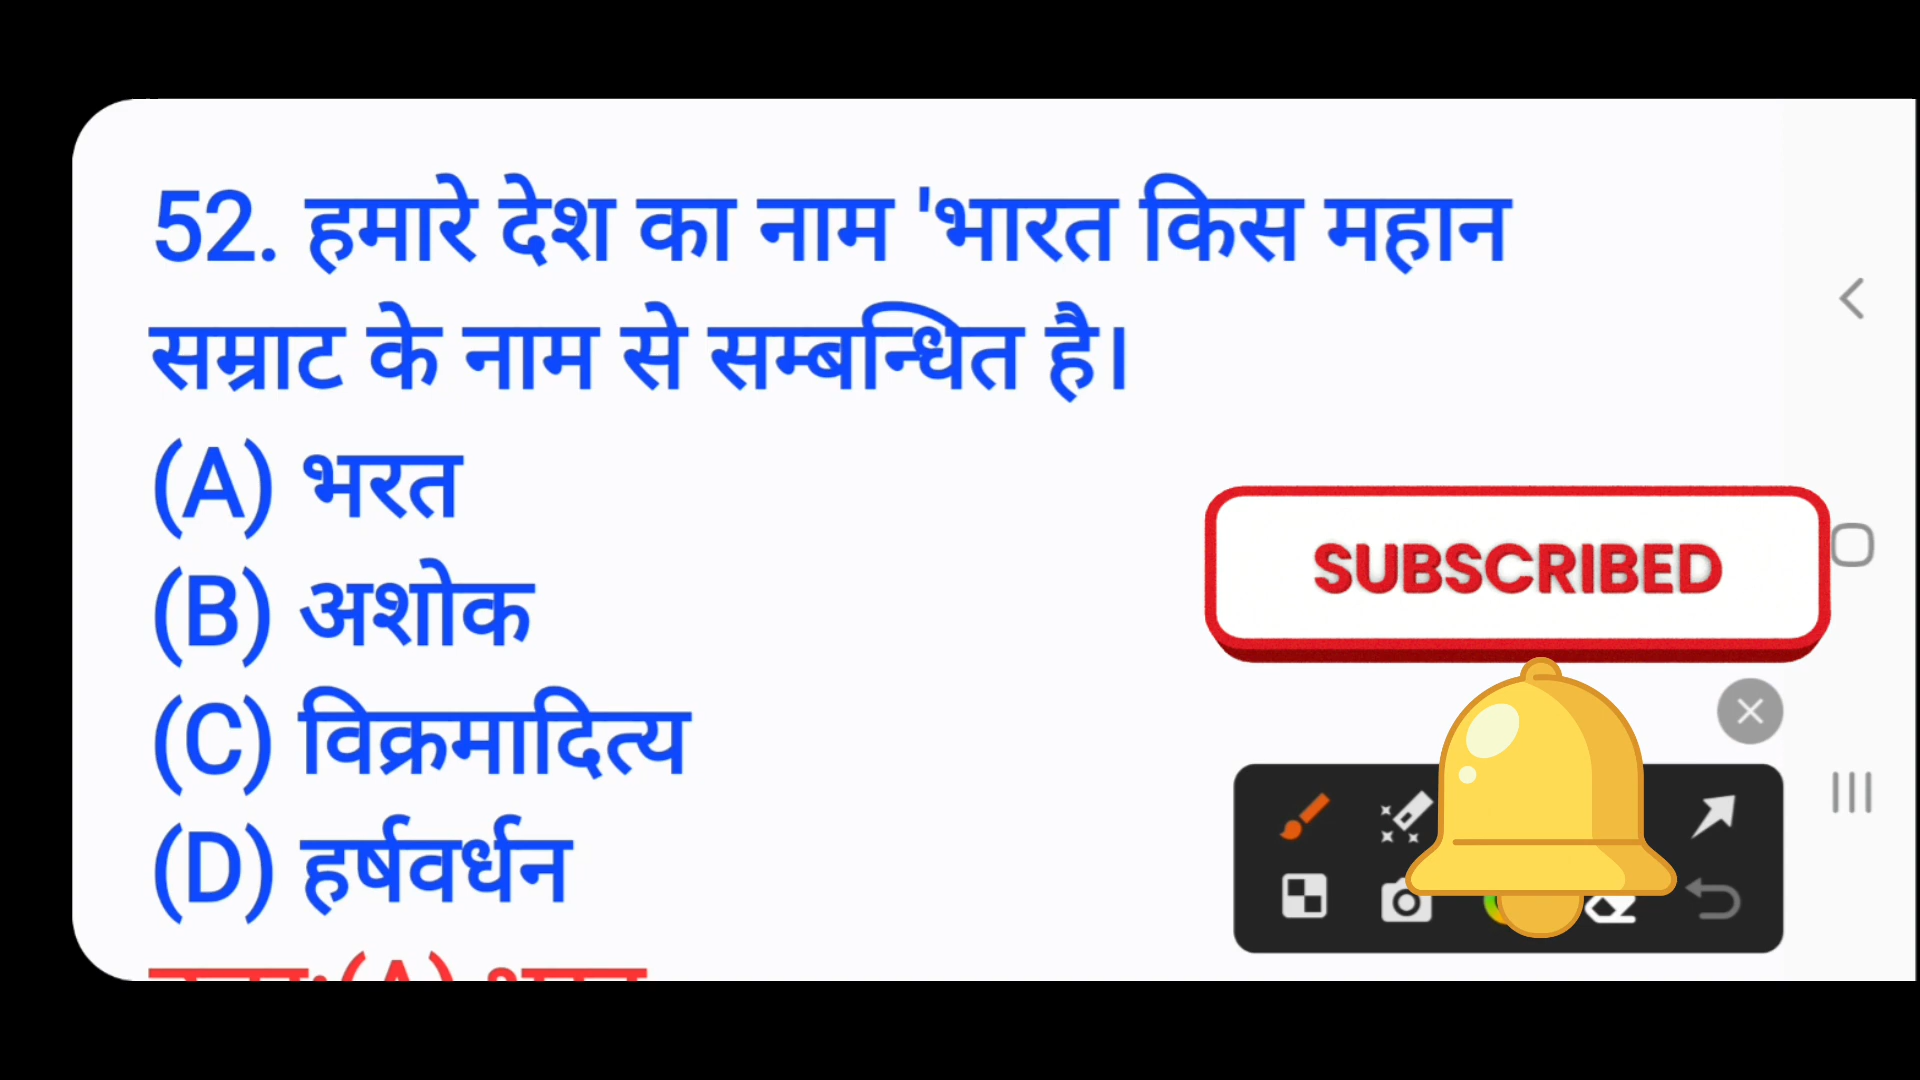 52. हमारे देश का नाम 'भारत किस महान
सम्राट के नाम से सम्बन्धित है।
(A) भरत
(B) अशोक
(C) विक्रमादित्य
(D) हर्षवर्धन
SUBSCRIBED